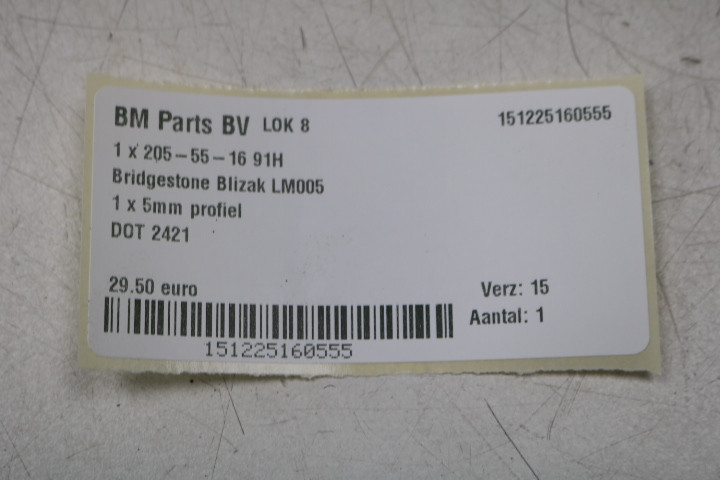 BM Parts BV LOK 8 151225160555
1 x 205-55-16 91H
Bridgestone Blizak LM005
1 x 5mm profiel
DOT 2421
29.50 euro Verz: 15
Aantal: 1
151225160555